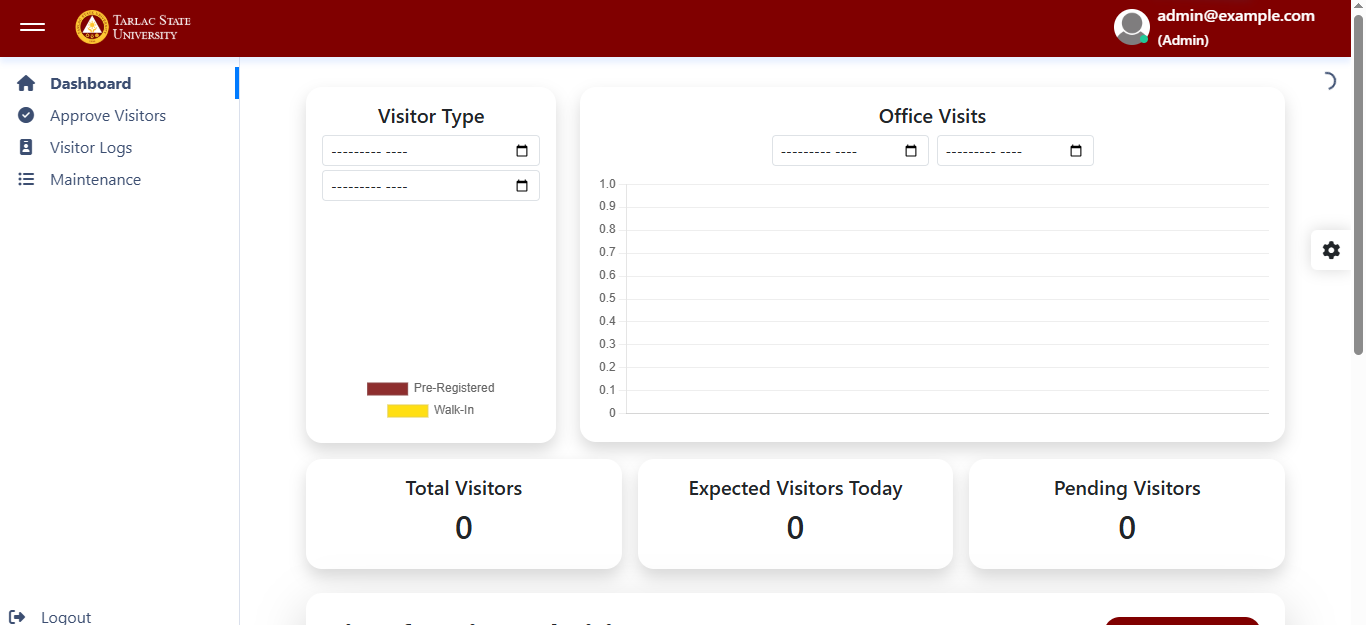 TARLAC STATE
UNIVERSITY
admin@example.com
(Admin)
Dashboard
Approve Visitors
Visitor Logs
Maintenance
Logout
Visitor Type
--------- ----
--------- ----
Pre-Registered
Walk-In
Office Visits
--------- ----
--------- ----
1.0
0.9
0.8
0.7
0.6
0.5
0.4
0.3
0.2
0.1
0
Total Visitors
0
Expected Visitors Today
0
Pending Visitors
0